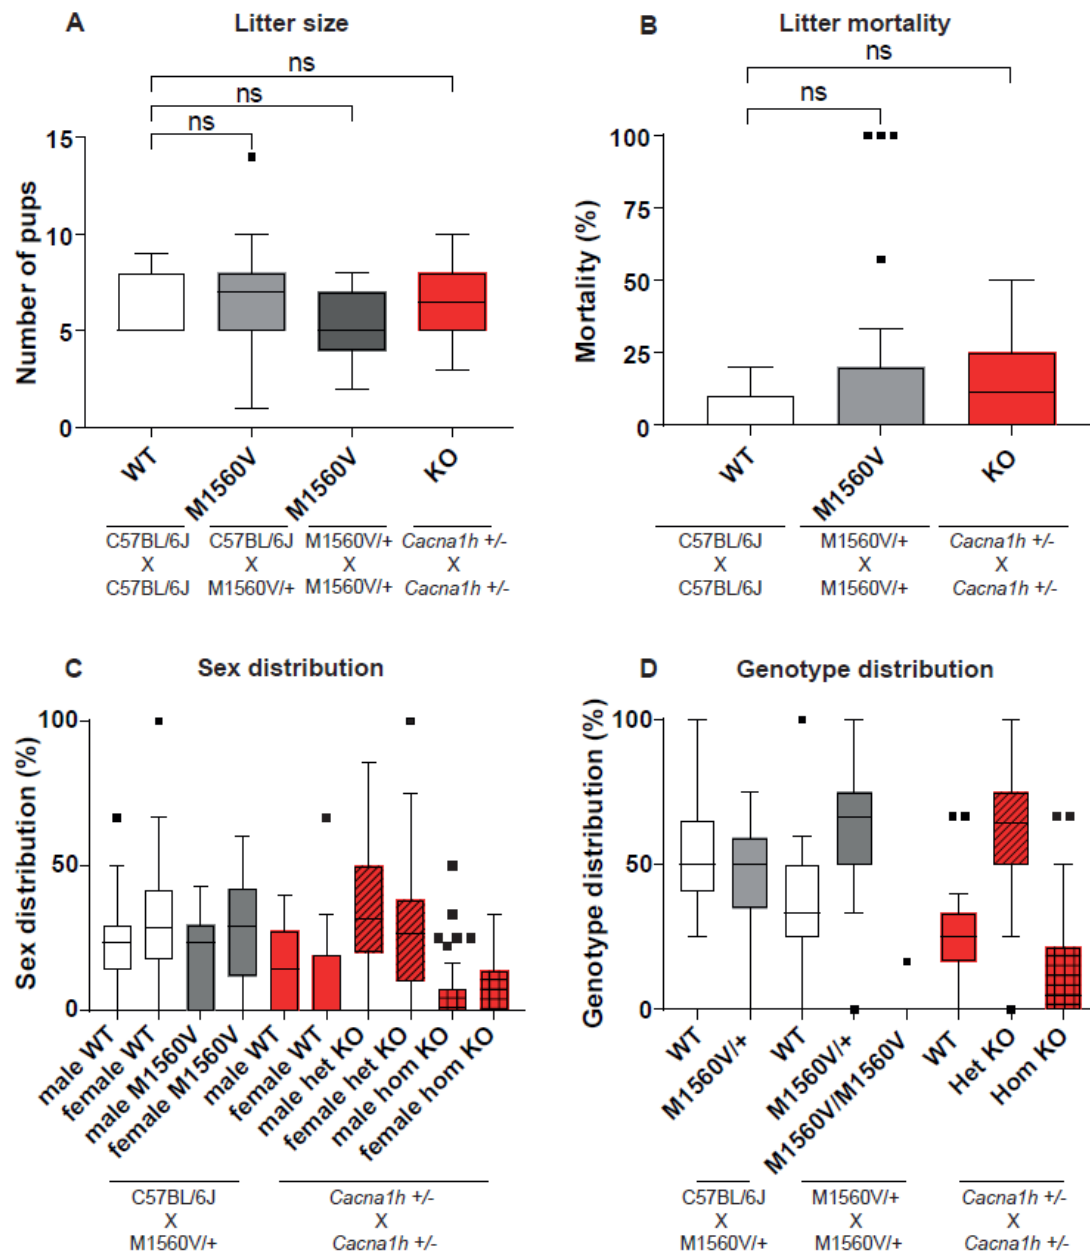 A Litter size
ns
ns
ns
15
10
5
0
Number of pups
WT
M1560V
M1560V
KO
C57BL/6J C57BL/6J M1560V/+ Cacna1h +/-
X X X X
C57BL/6J M1560V/+ M1560V/+ Cacna1h +/-
B Litter mortality
ns
ns
100
75
50
25
0
Mortality (%)
WT
M1560V
KO
C57BL/6J M1560V/+ Cacna1h +/-
X X X
C57BL/6J M1560V/+ Cacna1h +/-
C Sex distribution
100
50
0
Sex distribution (%)
male WT
female WT
male M1560V
female M1560V
male WT
female WT
male het KO
female het KO
male hom KO
female hom KO
C57BL/6J Cacna1h +/-
X X
M1560V/+ Cacna1h +/-
D Genotype distribution
100
50
0
Genotype distribution (%)
WT
M1560V/+
WT
M1560V/+
M1560V/M1560V
WT
Het KO
Hom KO
C57BL/6J M1560V/+ Cacna1h +/-
X X X
M1560V/+ M1560V/+ Cacna1h +/-